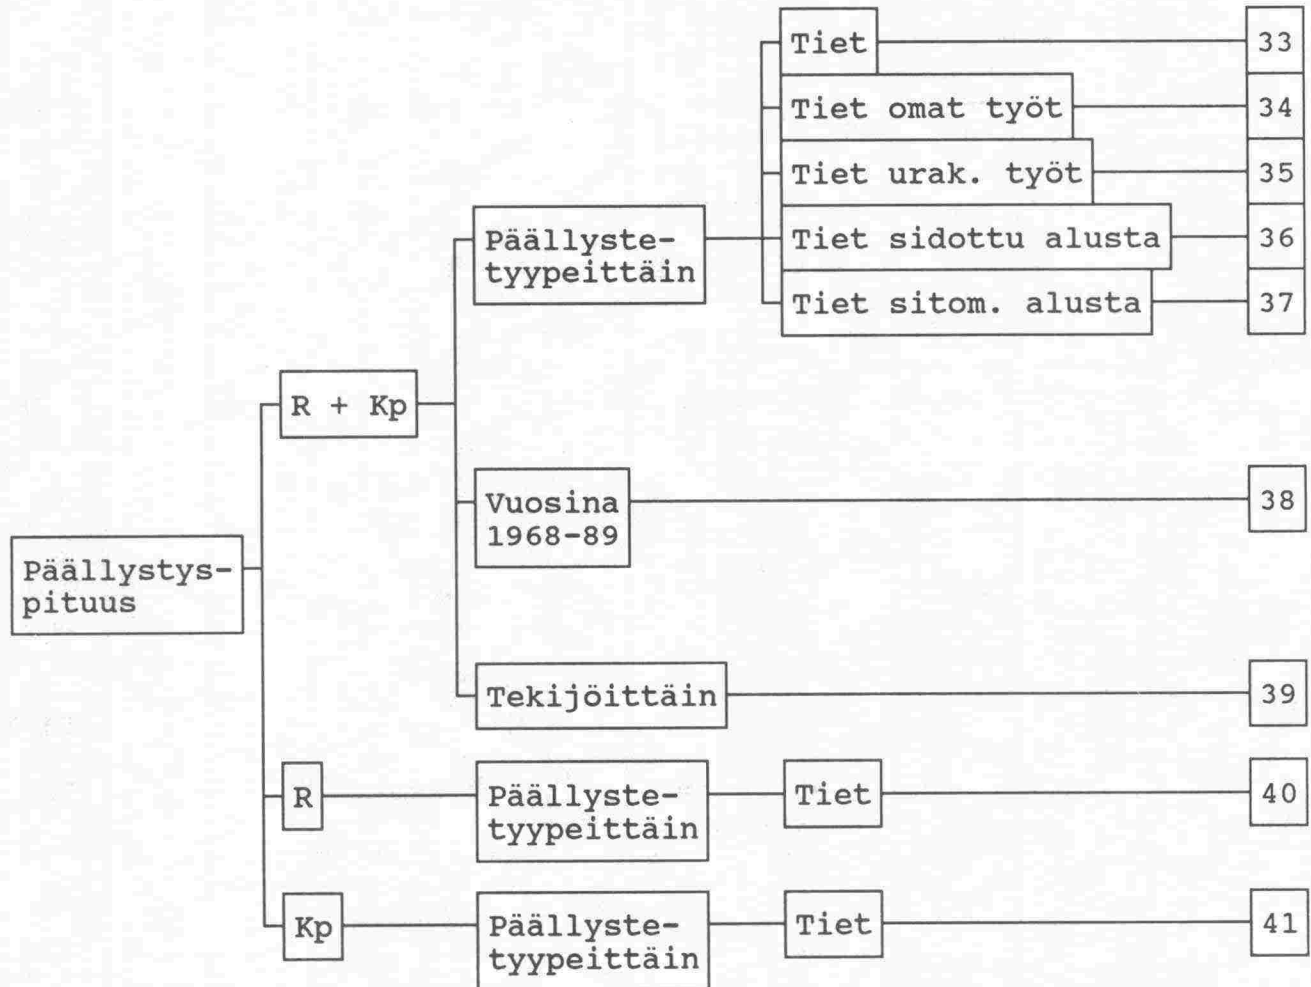 Tiet
33
Tiet omat työt
34
Tiet urak. työt
35
Päällyste-
tyypeittäin
Tiet sidottu alusta
36
Tiet sitom. alusta
37
R + Kp
Vuosina
1968-89
38
Päällystys-
pituus
Tekijöittäin
39
R
Päällyste-
tyypeittäin
Tiet
40
Kp
Päällyste-
tyypeittäin
Tiet
41